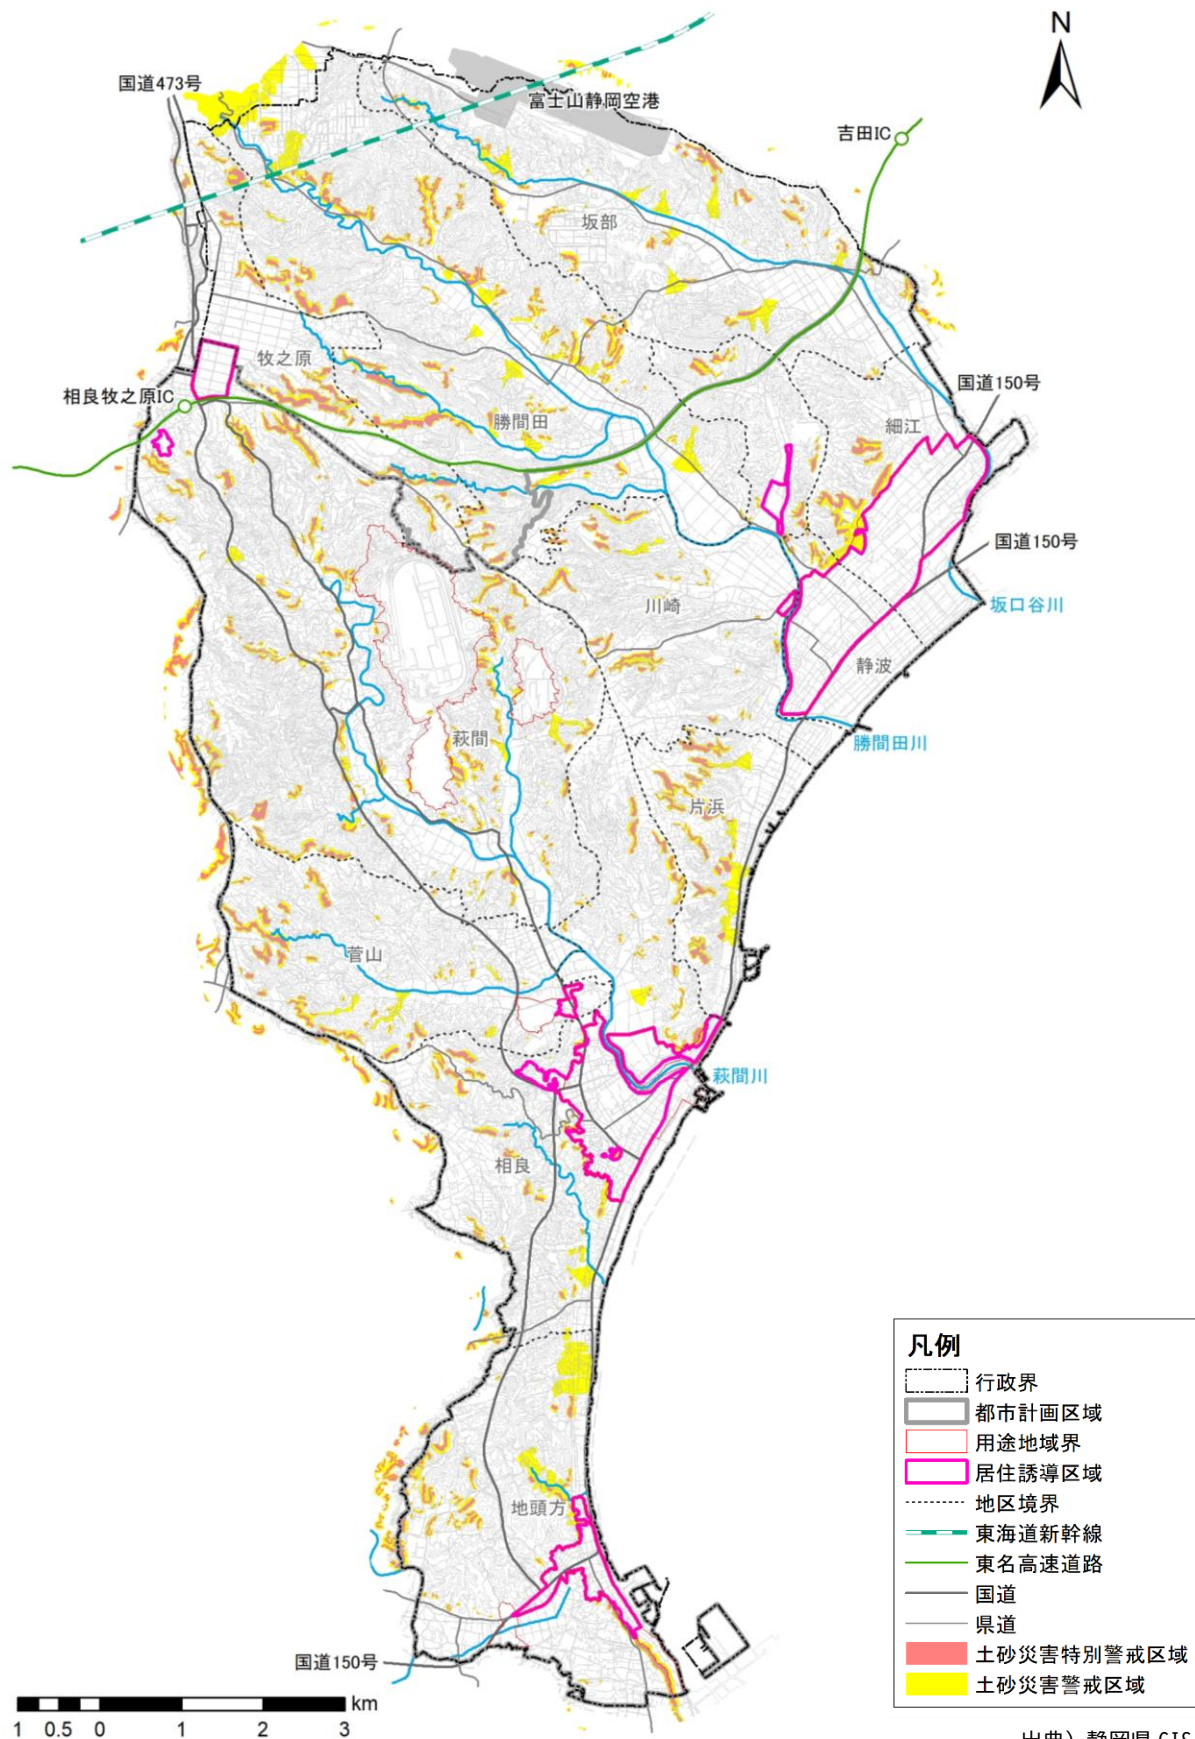 N
国道473号
富士山静岡空港
吉田IC
坂部
牧之原
国道150号
相良牧之原IC
勝間田
細江
国道150号
川崎
坂口谷川
静波
萩間
勝間田川
片浜
菅山
萩間川
相良
地頭方
国道150号
凡例
行政界
都市計画区域
用途地域界
居住誘導区域
地区境界
東海道新幹線
東名高速道路
国道
県道
土砂災害特別警戒区域
土砂災害警戒区域
km
1 0.5 0 1 2 3
出典）静岡県 GIS